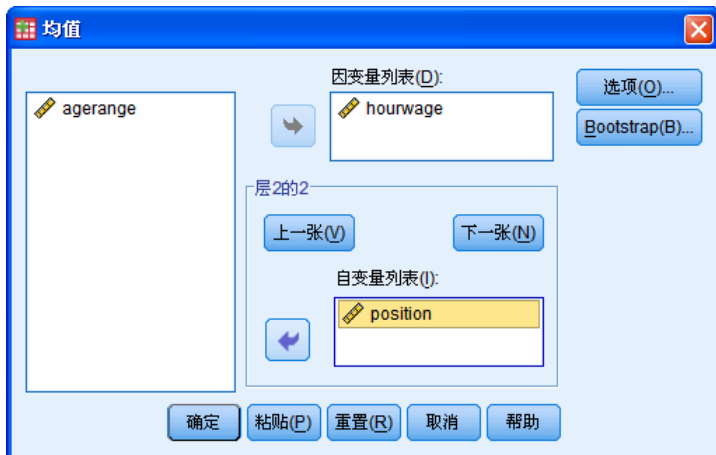 均值
agerange
因变量列表(D):
hourwage
选项(O)...
Bootstrap(B)...
层2的2
上一张(V)
下一张(N)
自变量列表(I):
position
确定
粘贴(P)
重置(R)
取消
帮助